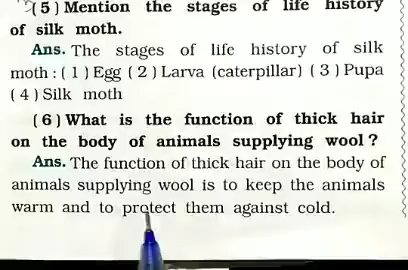 (5) Mention the stages of life history
of silk moth.
Ans. The stages of life history of silk
moth : (1) Egg (2) Larva (caterpillar) (3) Pupa
(4) Silk moth
(6) What is the function of thick hair
on the body of animals supplying wool ?
Ans. The function of thick hair on the body of
animals supplying wool is to keep the animals
warm and to protect them against cold.